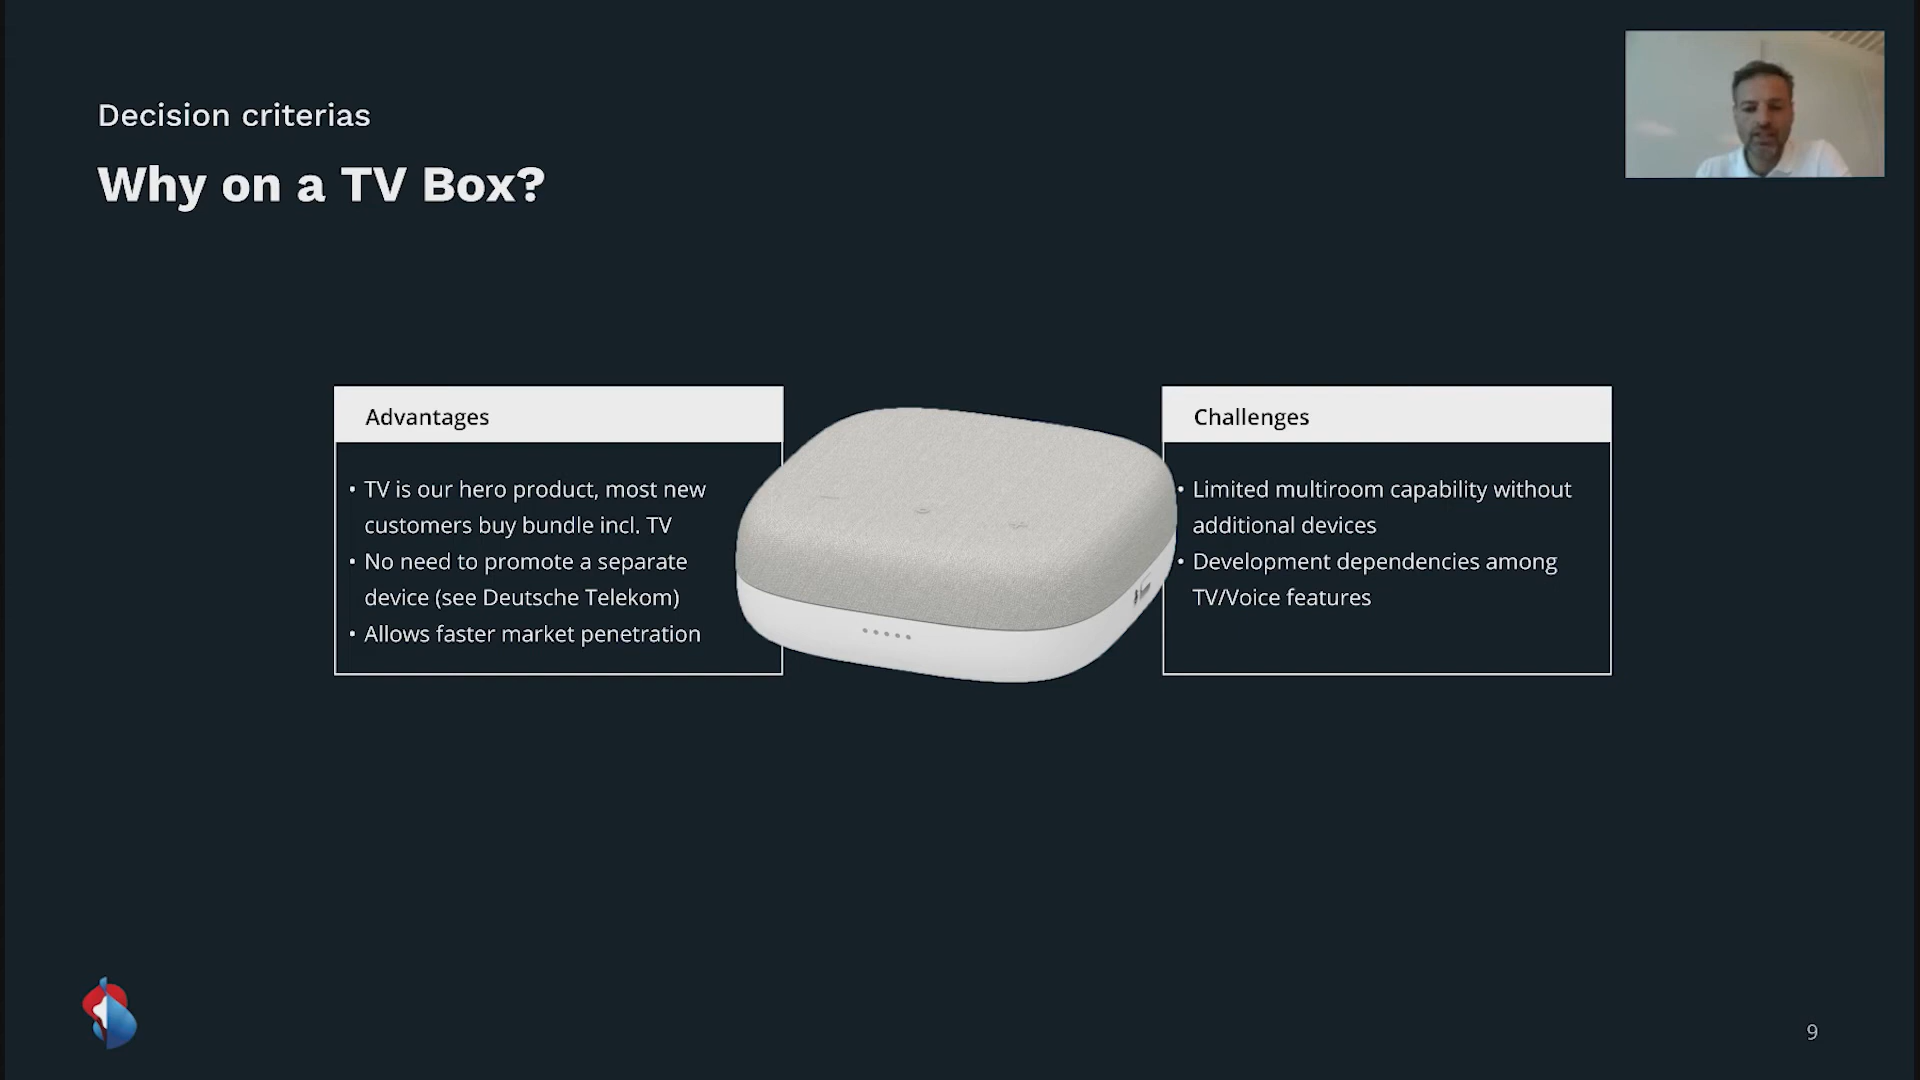 Decision criterias
Why on a TV Box?
Advantages
• TV is our hero product, most new
customers buy bundle incl. TV
• No need to promote a separate
device (see Deutsche Telekom)
• Allows faster market penetration
Challenges
• Limited multiroom capability without
additional devices
• Development dependencies among
TV/Voice features
9